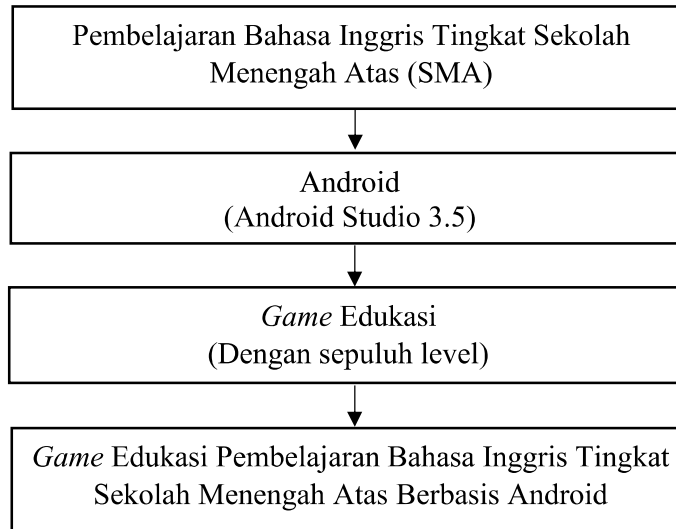 Pembelajaran Bahasa Inggris Tingkat Sekolah
Menengah Atas (SMA)
Android
(Android Studio 3.5)
Game Edukasi
(Dengan sepuluh level)
Game Edukasi Pembelajaran Bahasa Inggris Tingkat
Sekolah Menengah Atas Berbasis Android